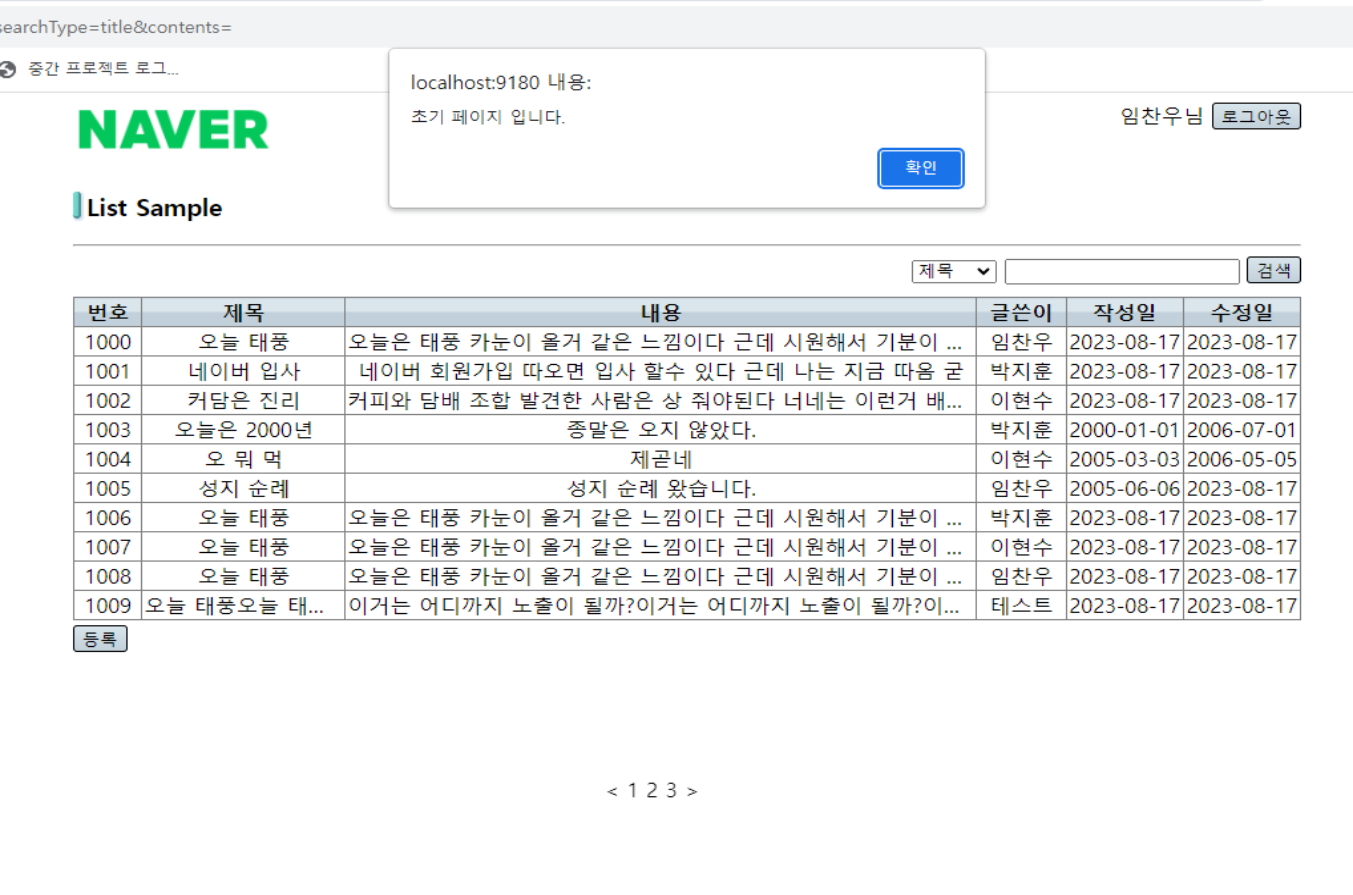 searchType=title&contents=
중간 프로젝트 로그...
localhost:9180 내용:
초기 페이지 입니다.
확인
NAVER
임찬우님 로그아웃
List Sample
제목 검색
번호 제목 내용 글쓴이 작성일 수정일
1000 오늘 태풍 오늘은 태풍 카눈이 올거 같은 느낌이다 근데 시원해서 기분이 ... 임찬우 2023-08-17 2023-08-17
1001 네이버 입사 네이버 회원가입 따오면 입사 할수 있다 근데 나는 지금 따음 굳 박지훈 2023-08-17 2023-08-17
1002 커담은 진리 커피와 담배 조합 발견한 사람은 상 줘야된다 너네는 이런거 배... 이현수 2023-08-17 2023-08-17
1003 오늘은 2000년 종말은 오지 않았다. 박지훈 2000-01-01 2006-07-01
1004 오 뭐 먹 제곧네 이현수 2005-03-03 2006-05-05
1005 성지 순례 성지 순례 왔습니다. 임찬우 2005-06-06 2023-08-17
1006 오늘 태풍 오늘은 태풍 카눈이 올거 같은 느낌이다 근데 시원해서 기분이 ... 박지훈 2023-08-17 2023-08-17
1007 오늘 태풍 오늘은 태풍 카눈이 올거 같은 느낌이다 근데 시원해서 기분이 ... 이현수 2023-08-17 2023-08-17
1008 오늘 태풍 오늘은 태풍 카눈이 올거 같은 느낌이다 근데 시원해서 기분이 ... 임찬우 2023-08-17 2023-08-17
1009 오늘 태풍오늘 태... 이거는 어디까지 노출이 될까?이거는 어디까지 노출이 될까?이... 테스트 2023-08-17 2023-08-17
등록
< 1 2 3 >